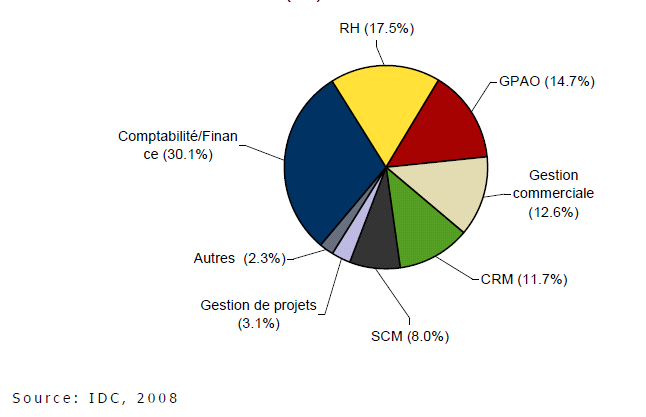 RH (17.5%)
GPAO (14.7%)
Comptabilité/Finan
ce (30.1%)
Gestion
commerciale
(12.6%)
Autres (2.3%)
CRM (11.7%)
Gestion de projets
(3.1%)
SCM (8.0%)
Source: IDC, 2008